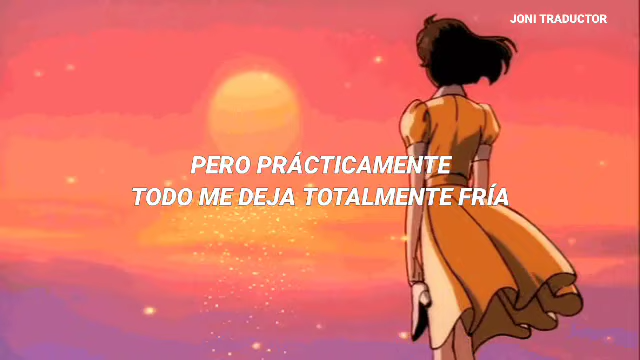 JONI TRADUCTOR
PERO PRÁCTICAMENTE
TODO ME DEJA TOTALMENTE FRÍA